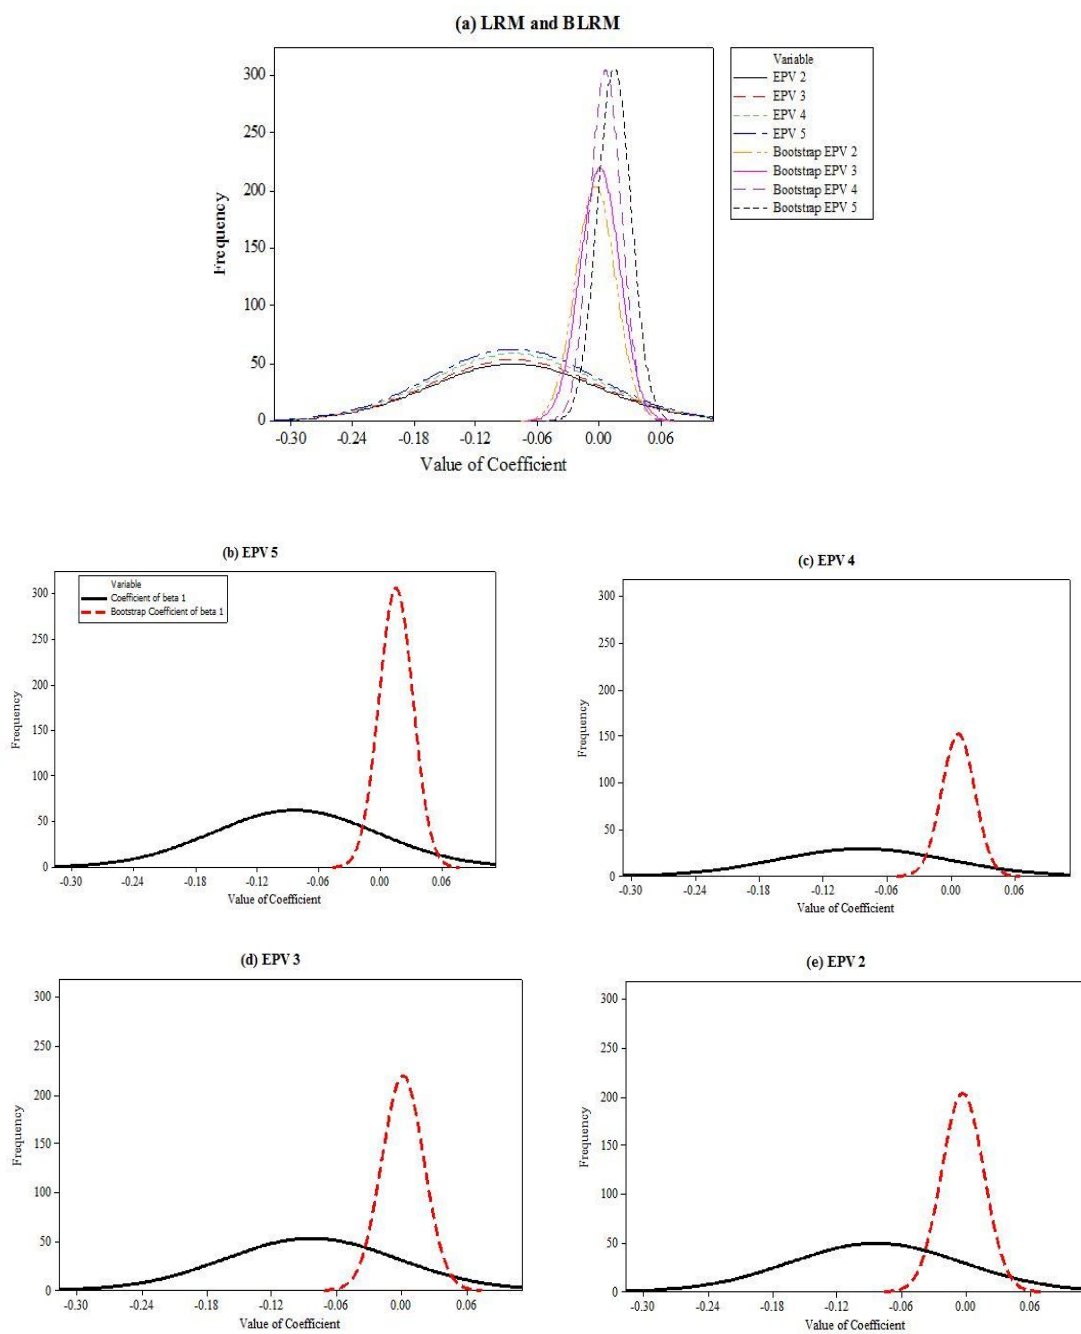 (a) LRM and BLRM
Variable
EPV 2
EPV 3
EPV 4
EPV 5
Bootstrap EPV 2
Bootstrap EPV 3
Bootstrap EPV 4
Bootstrap EPV 5
Frequency
300
250
200
150
100
50
0
-0.30 -0.24 -0.18 -0.12 -0.06 0.00 0.06
Value of Coefficient
(b) EPV 5
Variable
Coefficient of beta 1
Bootstrap Coefficient of beta 1
Frequency
300
250
200
150
100
50
0
-0.30 -0.24 -0.18 -0.12 -0.06 0.00 0.06
Value of Coefficient
(c) EPV 4
Frequency
300
250
200
150
100
50
0
-0.30 -0.24 -0.18 -0.12 -0.06 0.00 0.06
Value of Coefficient
(d) EPV 3
Frequency
300
250
200
150
100
50
0
-0.30 -0.24 -0.18 -0.12 -0.06 0.00 0.06
Value of Coefficient
(e) EPV 2
Frequency
300
250
200
150
100
50
0
-0.30 -0.24 -0.18 -0.12 -0.06 0.00 0.06
Value of Coefficient